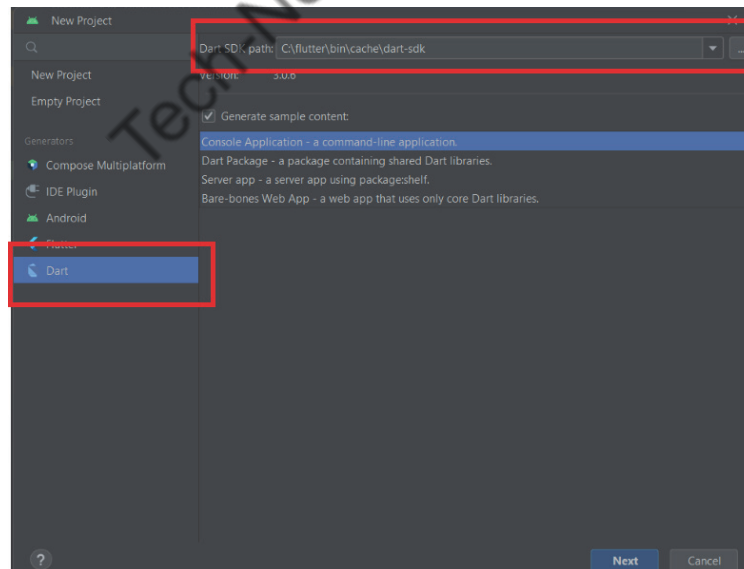 New Project
Dart SDK path: C:\flutter\bin\cache\dart-sdk
New Project
Version: 3.0.6
Empty Project
Generate sample content:
Generators
Console Application - a command-line application.
Compose Multiplatform
Dart Package - a package containing shared Dart libraries.
Server app - a server app using package:shelf.
IDE Plugin
Bare-bones Web App - a web app that uses only core Dart libraries.
Android
Flutter
Dart
? Next Cancel